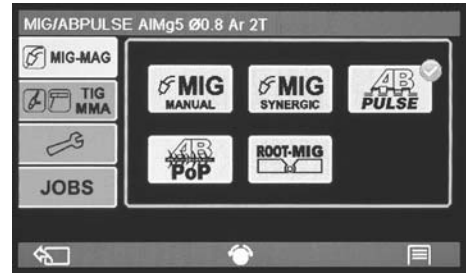 MIG/ABPULSE AlMg5 Ø0.8 Ar 2T
MIG-MAG
TIG
MMA
JOBS
MIG
MANUAL
MIG
SYNERGIC
AB
PULSE
AB
PoP
ROOT-MIG